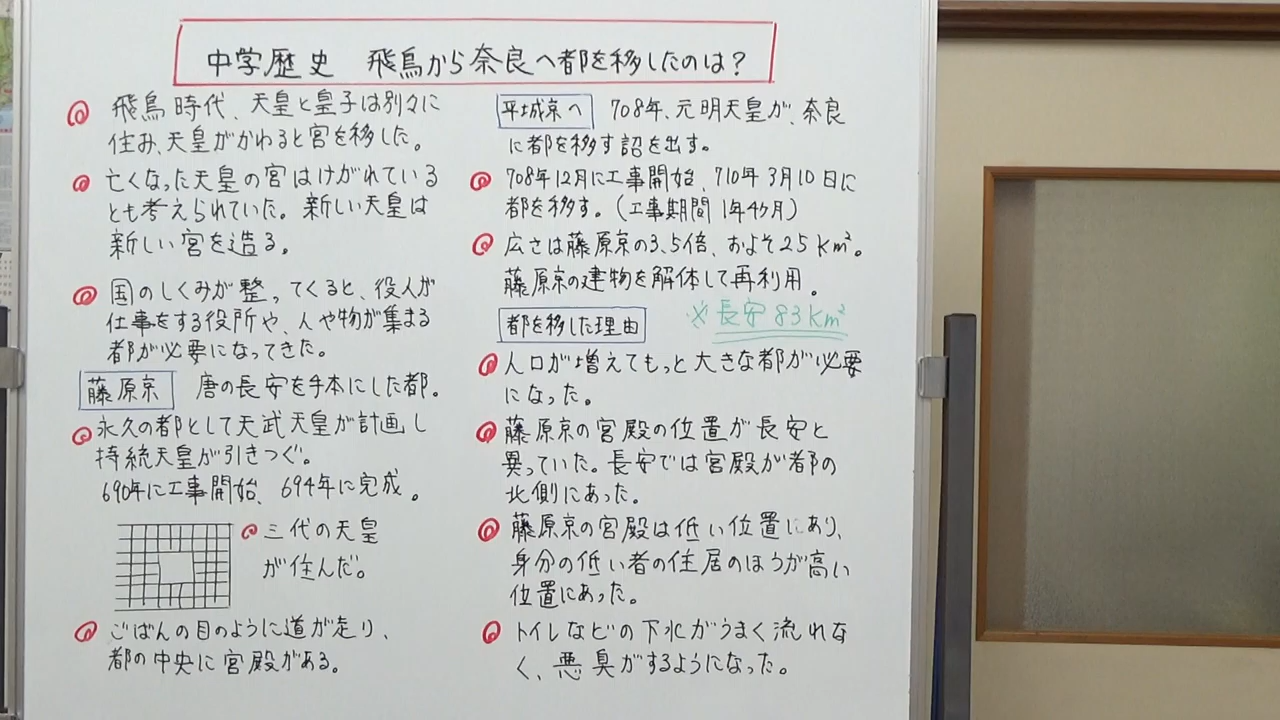 中学歴史 飛鳥から奈良へ都を移したのは？
飛鳥時代、天皇と皇子は別々に
住み、天皇がかわると宮を移した。
亡くなった天皇の宮はけがれている
とも考えられていた。新しい天皇は
新しい宮を造る。
国のしくみが整ってくると、役人が
仕事をする役所や、人や物が集まる
都が必要になってきた。
藤原京 唐の長安を手本にした都。
永久の都として天武天皇が計画し
持統天皇が引きつぐ。
690年に工事開始、694年に完成。
三代の天皇
が住んだ。
ごばんの目のように道が走り、
都の中央に宮殿がある。
平城京へ 708年、元明天皇が、奈良
に都を移す詔を出す。
708年12月に工事開始、710年3月10日に
都を移す。（工事期間 1年4ヶ月）
広さは藤原京の3.5倍、およそ25km²。
藤原京の建物を解体して再利用。
※長安 83km²
都を移した理由
人口が増えてもっと大きな都が必要
になった。
藤原京の宮殿の位置が長安と
異っていた。長安では宮殿が都の
北側にあった。
藤原京の宮殿は低い位置にあり、
身分の低い者の住居のほうが高い
位置にあった。
トイレなどの下水がうまく流れな
く、悪臭がするようになった。